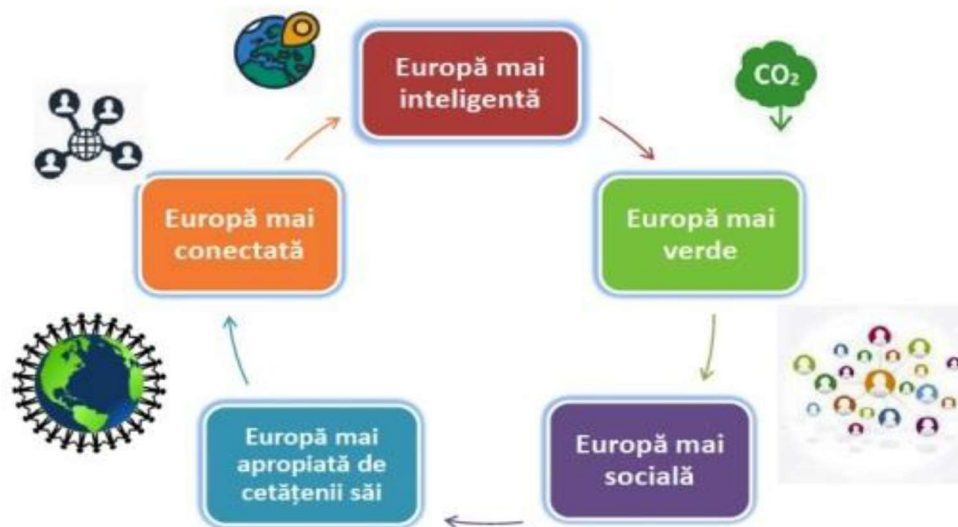 Europă mai
inteligentă
CO₂
Europă mai
verde
Europă mai
socială
Europă mai
apropiată de
cetățenii săi
Europă mai
conectată